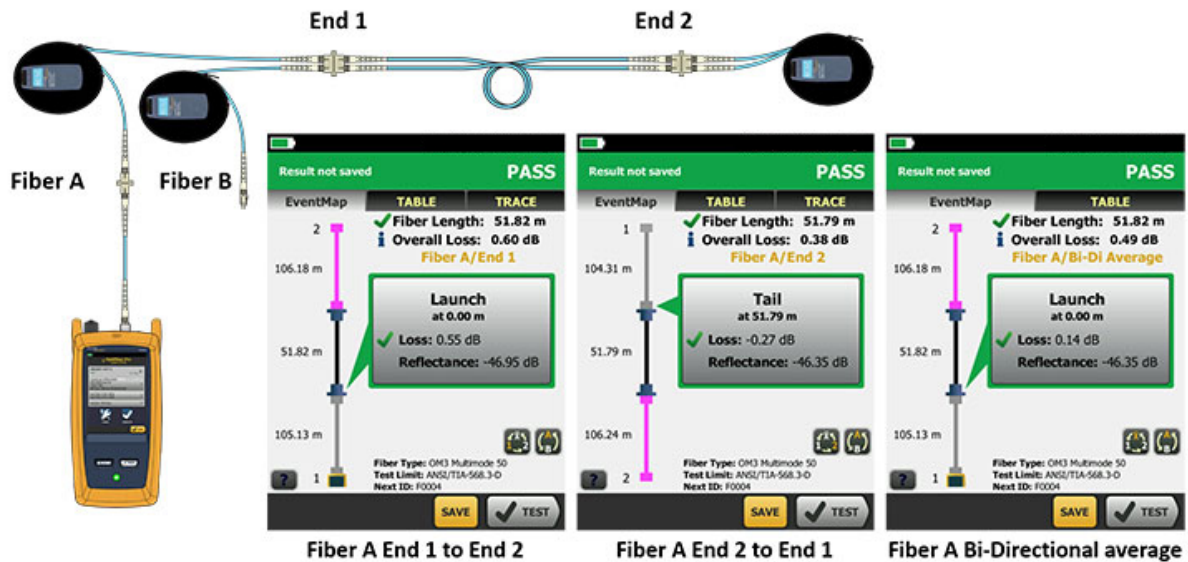 End 1
End 2
Fiber A
Fiber B
Result not saved PASS
EventMap TABLE TRACE
2
Fiber Length: 51.82 m
i Overall Loss: 0.60 dB
Fiber A/End 1
106.18 m
Launch
at 0.00 m
Loss: 0.55 dB
Reflectance: -46.95 dB
51.82 m
105.13 m
Fiber Type: OM3 Multimode 50
Test Limit: ANSI/TIA-568.3-D
Next ID: F0004
? 1
SAVE TEST
Fiber A End 1 to End 2
Result not saved PASS
EventMap TABLE TRACE
1
Fiber Length: 51.79 m
i Overall Loss: 0.38 dB
Fiber A/End 2
104.31 m
Tail
at 51.79 m
Loss: -0.27 dB
Reflectance: -46.35 dB
51.79 m
106.24 m
Fiber Type: OM3 Multimode 50
Test Limit: ANSI/TIA-568.3-D
Next ID: F0004
? 2
SAVE TEST
Fiber A End 2 to End 1
Result not saved PASS
EventMap TABLE
2
Fiber Length: 51.82 m
i Overall Loss: 0.49 dB
Fiber A/Bi-Di Average
106.18 m
Launch
at 0.00 m
Loss: 0.14 dB
Reflectance: -46.35 dB
51.82 m
105.13 m
Fiber Type: OM3 Multimode 50
Test Limit: ANSI/TIA-568.3-D
Next ID: F0004
? 1
SAVE TEST
Fiber A Bi-Directional average